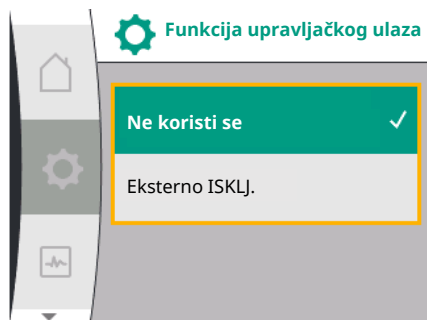 Funkcija upravljačkog ulaza
Ne koristi se
Eksterno ISKLJ.